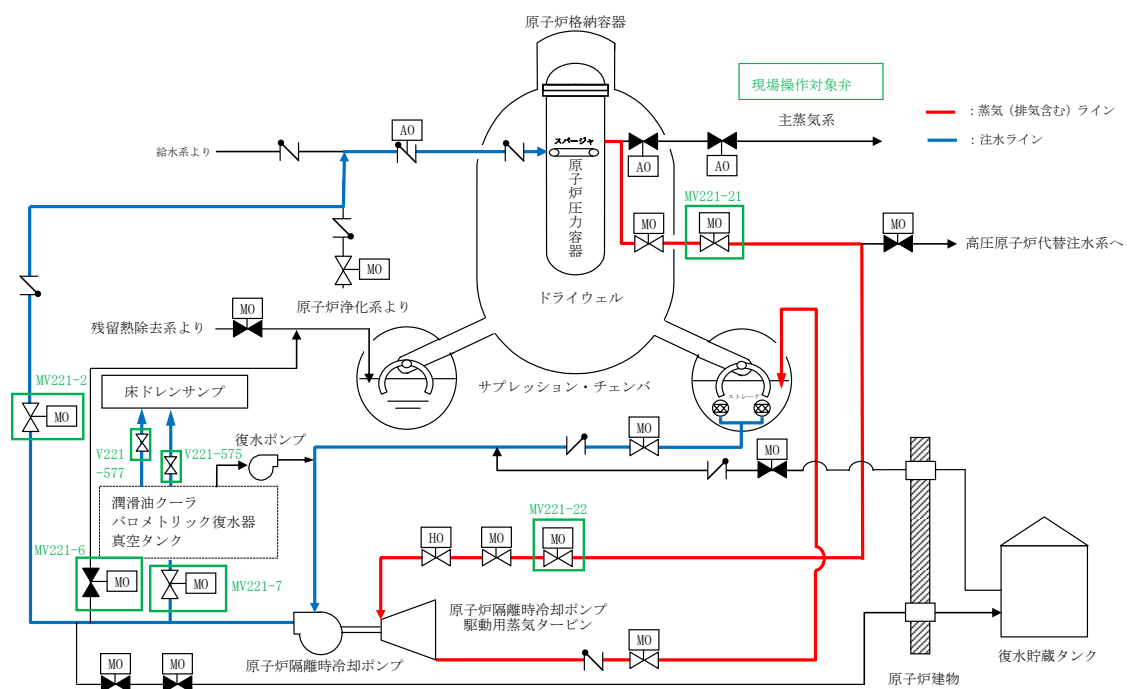 原子炉格納容器
現場操作対象弁
:蒸気(排気含む)ライン
:注水ライン
主蒸気系
給水系より
AO
スパージャ
原子炉圧力容器
AO
AO
MV221-21
MO
MO
MO
高圧原子炉代替注水系へ
MO
原子炉浄化系より
MO
残留熱除去系より
ドライウェル
サプレッション・チェンバ
ストレーナ
MV221-2
MO
床ドレンサンプ
V221
-577
V221-575
復水ポンプ
MO
MO
潤滑油クーラ
バロメトリック復水器
真空タンク
MV221-22
HO
MO
MO
MV221-6
MO
MO
MV221-7
原子炉隔離時冷却ポンプ
駆動用蒸気タービン
MO
原子炉隔離時冷却ポンプ
MO
MO
原子炉建物
復水貯蔵タンク